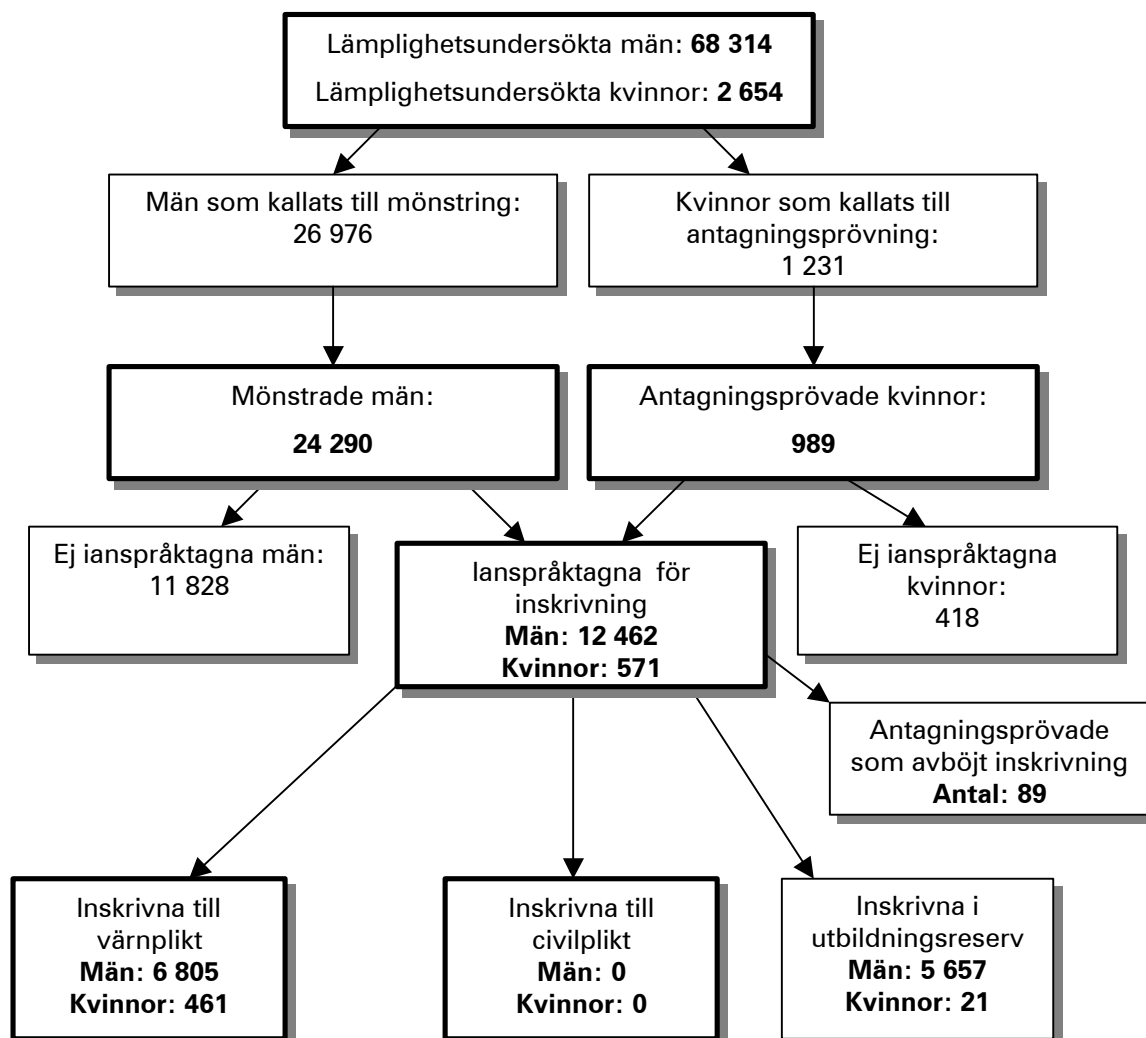 Lämplighetsundersökta män: 68 314
Lämplighetsundersökta kvinnor: 2 654
Män som kallats till mönstring:
26 976
Kvinnor som kallats till
antagningsprövning:
1 231
Mönstrade män:
24 290
Antagningsprövade kvinnor:
989
Ej ianspråktagna män:
11 828
Ianspråktagna för
inskrivning
Män: 12 462
Kvinnor: 571
Ej ianspråktagna
kvinnor:
418
Antagningsprövade
som avböjt inskrivning
Antal: 89
Inskrivna till
värnplikt
Män: 6 805
Kvinnor: 461
Inskrivna till
civilplikt
Män: 0
Kvinnor: 0
Inskrivna i
utbildningsreserv
Män: 5 657
Kvinnor: 21